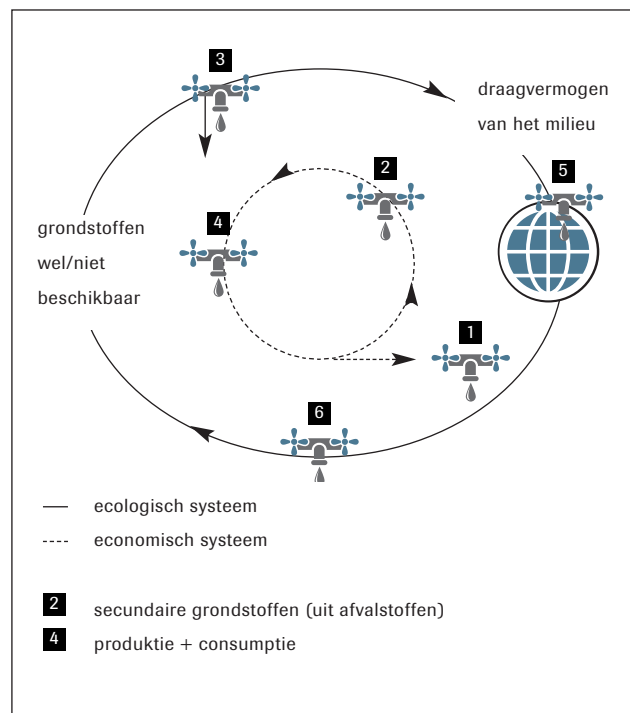 3
draagvermogen
van het milieu
2
5
4
grondstoffen
wel/niet
beschikbaar
1
6
ecologisch systeem
economisch systeem
2 secundaire grondstoffen (uit afvalstoffen)
4 produktie + consumptie